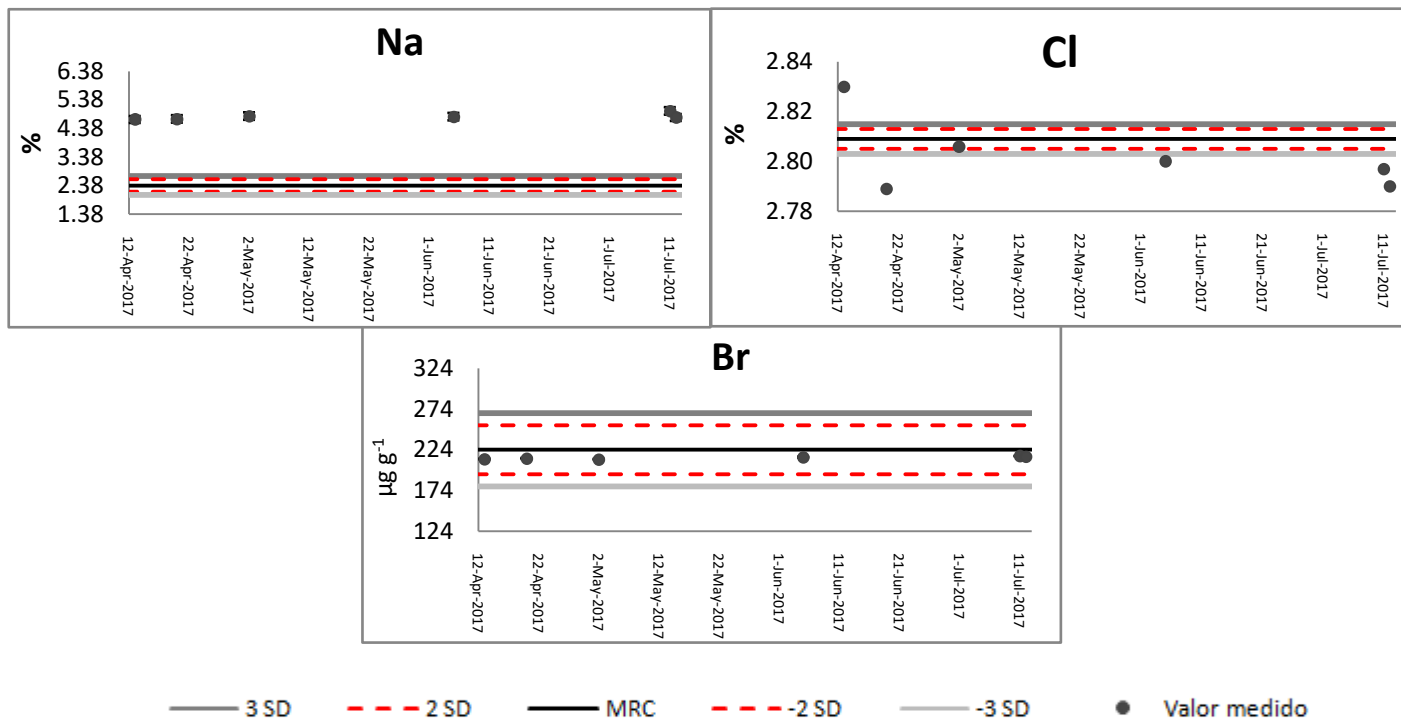 Na
%
6.38
5.38
4.38
3.38
2.38
1.38
12-Apr-2017
22-Apr-2017
2-May-2017
12-May-2017
22-May-2017
1-Jun-2017
11-Jun-2017
21-Jun-2017
1-Jul-2017
11-Jul-2017
Cl
%
2.84
2.82
2.80
2.78
12-Apr-2017
22-Apr-2017
2-May-2017
12-May-2017
22-May-2017
1-Jun-2017
11-Jun-2017
21-Jun-2017
1-Jul-2017
11-Jul-2017
Br
µg g⁻¹
324
274
224
174
124
12-Apr-2017
22-Apr-2017
2-May-2017
12-May-2017
22-May-2017
1-Jun-2017
11-Jun-2017
21-Jun-2017
1-Jul-2017
11-Jul-2017
3 SD 2 SD MRC -2 SD -3 SD Valor medido